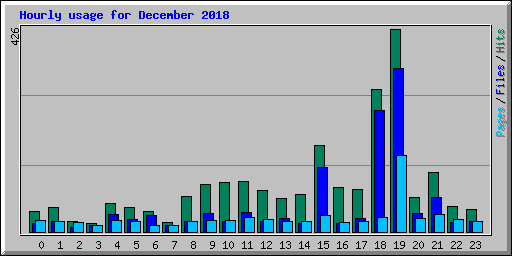 Hourly usage for December 2018
426
Pages / Files / Hits
0 1 2 3 4 5 6 7 8 9 10 11 12 13 14 15 16 17 18 19 20 21 22 23